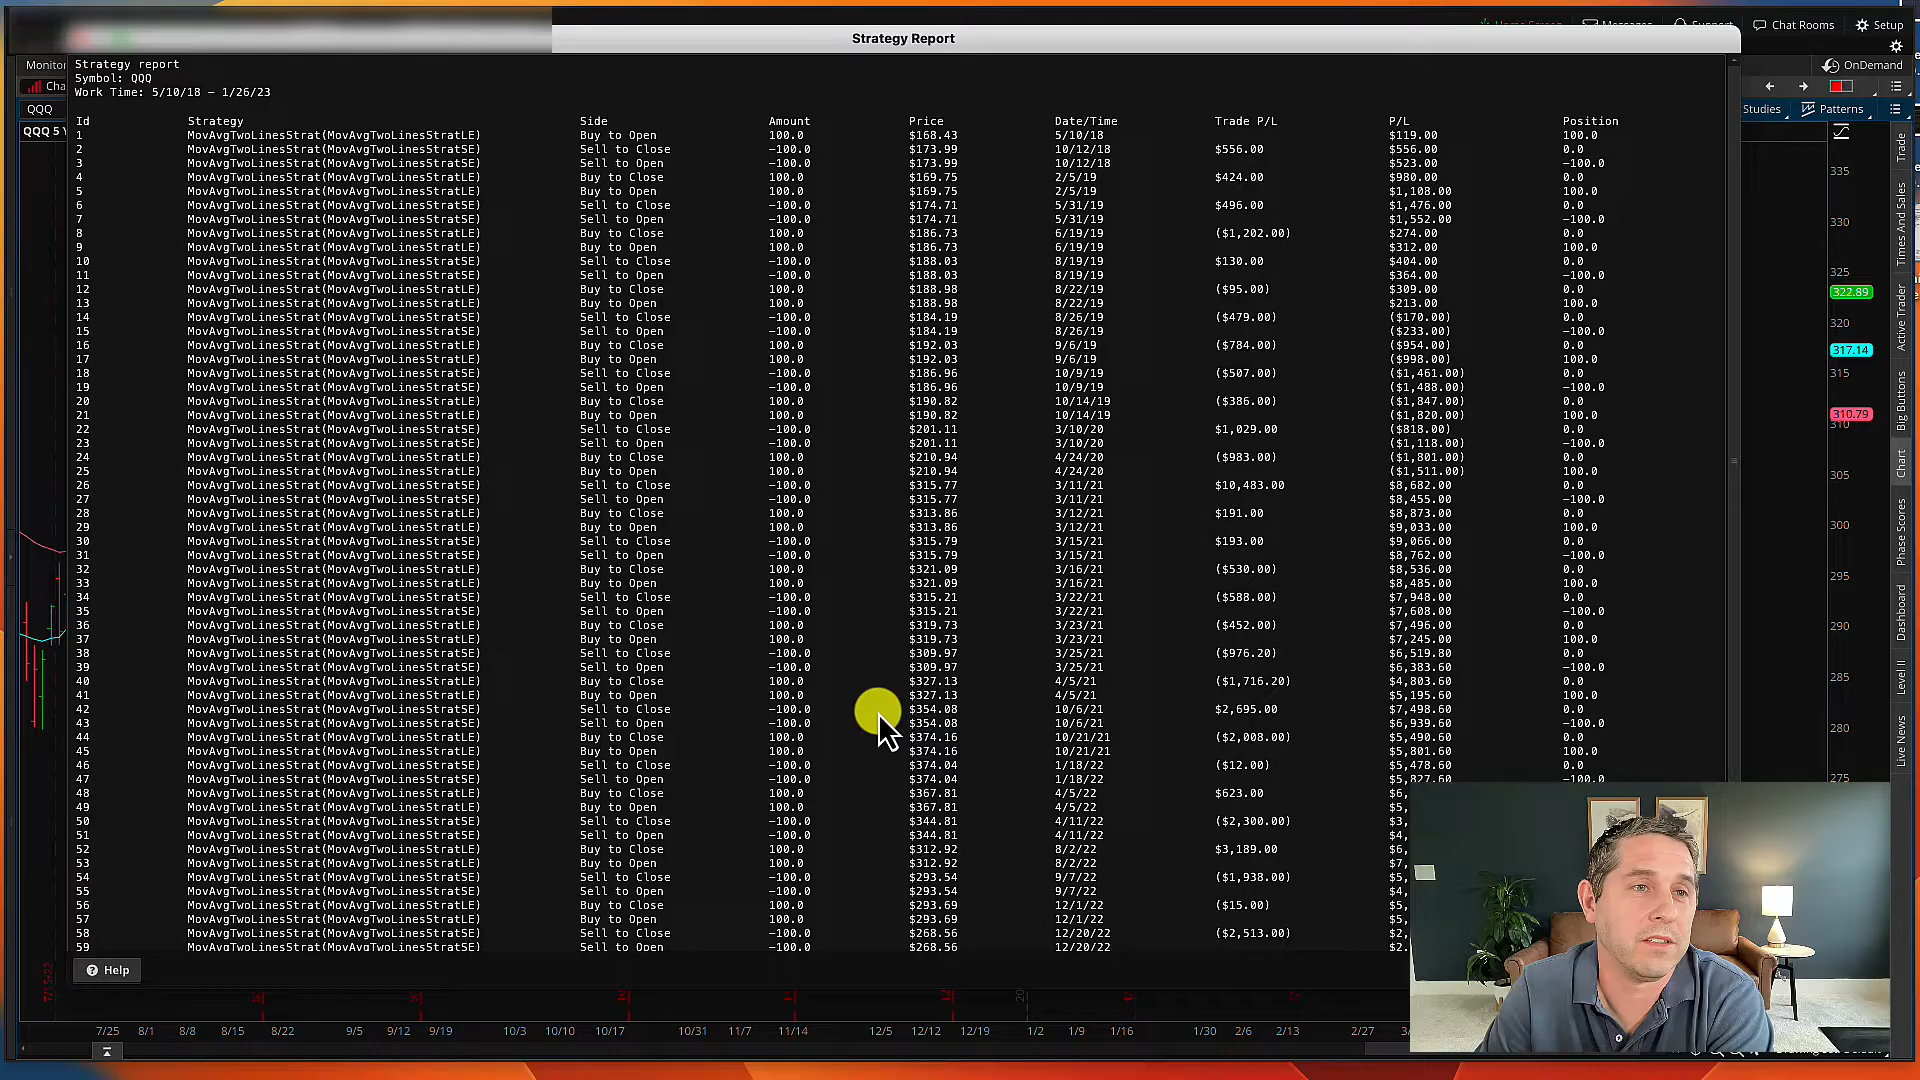 Strategy Report
Messages
Support
Chat Rooms
Setup
Monitor
OnDemand
Cha
QQQ
Studies
Patterns
QQQ 5 Y
Strategy report
Symbol: QQQ
Work Time: 5/10/18 – 1/26/23
Id Strategy Side Amount Price Date/Time Trade P/L P/L Position
1 MovAvgTwoLinesStrat(MovAvgTwoLinesStratLE) Buy to Open 100.0 $168.43 5/10/18 $119.00 100.0
2 MovAvgTwoLinesStrat(MovAvgTwoLinesStratSE) Sell to Close -100.0 $173.99 10/12/18 $556.00 $556.00 0.0
3 MovAvgTwoLinesStrat(MovAvgTwoLinesStratSE) Sell to Open -100.0 $173.99 10/12/18 $523.00 -100.0
4 MovAvgTwoLinesStrat(MovAvgTwoLinesStratLE) Buy to Close 100.0 $169.75 2/5/19 $424.00 $980.00 0.0
5 MovAvgTwoLinesStrat(MovAvgTwoLinesStratLE) Buy to Open 100.0 $169.75 2/5/19 $1,108.00 100.0
6 MovAvgTwoLinesStrat(MovAvgTwoLinesStratSE) Sell to Close -100.0 $174.71 5/31/19 $496.00 $1,476.00 0.0
7 MovAvgTwoLinesStrat(MovAvgTwoLinesStratSE) Sell to Open -100.0 $174.71 5/31/19 $1,552.00 -100.0
8 MovAvgTwoLinesStrat(MovAvgTwoLinesStratLE) Buy to Close 100.0 $186.73 6/19/19 ($1,202.00) $274.00 0.0
9 MovAvgTwoLinesStrat(MovAvgTwoLinesStratLE) Buy to Open 100.0 $186.73 6/19/19 $312.00 100.0
10 MovAvgTwoLinesStrat(MovAvgTwoLinesStratSE) Sell to Close -100.0 $188.03 8/19/19 $130.00 $404.00 0.0
11 MovAvgTwoLinesStrat(MovAvgTwoLinesStratSE) Sell to Open -100.0 $188.03 8/19/19 $364.00 -100.0
12 MovAvgTwoLinesStrat(MovAvgTwoLinesStratLE) Buy to Close 100.0 $188.98 8/22/19 ($95.00) $309.00 0.0
13 MovAvgTwoLinesStrat(MovAvgTwoLinesStratLE) Buy to Open 100.0 $188.98 8/22/19 $213.00 100.0
14 MovAvgTwoLinesStrat(MovAvgTwoLinesStratSE) Sell to Close -100.0 $184.19 8/26/19 ($479.00) ($170.00) 0.0
15 MovAvgTwoLinesStrat(MovAvgTwoLinesStratSE) Sell to Open -100.0 $184.19 8/26/19 ($233.00) -100.0
16 MovAvgTwoLinesStrat(MovAvgTwoLinesStratLE) Buy to Close 100.0 $192.03 9/6/19 ($784.00) ($954.00) 0.0
17 MovAvgTwoLinesStrat(MovAvgTwoLinesStratLE) Buy to Open 100.0 $192.03 9/6/19 ($998.00) 100.0
18 MovAvgTwoLinesStrat(MovAvgTwoLinesStratSE) Sell to Close -100.0 $186.96 10/9/19 ($507.00) ($1,461.00) 0.0
19 MovAvgTwoLinesStrat(MovAvgTwoLinesStratSE) Sell to Open -100.0 $186.96 10/9/19 ($1,488.00) -100.0
20 MovAvgTwoLinesStrat(MovAvgTwoLinesStratLE) Buy to Close 100.0 $190.82 10/14/19 ($386.00) ($1,847.00) 0.0
21 MovAvgTwoLinesStrat(MovAvgTwoLinesStratLE) Buy to Open 100.0 $190.82 10/14/19 ($1,820.00) 100.0
22 MovAvgTwoLinesStrat(MovAvgTwoLinesStratSE) Sell to Close -100.0 $201.11 3/10/20 $1,029.00 ($818.00) 0.0
23 MovAvgTwoLinesStrat(MovAvgTwoLinesStratSE) Sell to Open -100.0 $201.11 3/10/20 ($1,118.00) -100.0
24 MovAvgTwoLinesStrat(MovAvgTwoLinesStratLE) Buy to Close 100.0 $210.94 4/24/20 ($983.00) ($1,801.00) 0.0
25 MovAvgTwoLinesStrat(MovAvgTwoLinesStratLE) Buy to Open 100.0 $210.94 4/24/20 ($1,511.00) 100.0
26 MovAvgTwoLinesStrat(MovAvgTwoLinesStratSE) Sell to Close -100.0 $315.77 3/11/21 $10,483.00 $8,682.00 0.0
27 MovAvgTwoLinesStrat(MovAvgTwoLinesStratSE) Sell to Open -100.0 $315.77 3/11/21 $8,455.00 -100.0
28 MovAvgTwoLinesStrat(MovAvgTwoLinesStratLE) Buy to Close 100.0 $313.86 3/12/21 $191.00 $8,873.00 0.0
29 MovAvgTwoLinesStrat(MovAvgTwoLinesStratLE) Buy to Open 100.0 $313.86 3/12/21 $9,033.00 100.0
30 MovAvgTwoLinesStrat(MovAvgTwoLinesStratSE) Sell to Close -100.0 $315.79 3/15/21 $193.00 $9,066.00 0.0
31 MovAvgTwoLinesStrat(MovAvgTwoLinesStratSE) Sell to Open -100.0 $315.79 3/15/21 $8,762.00 -100.0
32 MovAvgTwoLinesStrat(MovAvgTwoLinesStratLE) Buy to Close 100.0 $321.09 3/16/21 ($530.00) $8,536.00 0.0
33 MovAvgTwoLinesStrat(MovAvgTwoLinesStratLE) Buy to Open 100.0 $321.09 3/16/21 $8,485.00 100.0
34 MovAvgTwoLinesStrat(MovAvgTwoLinesStratSE) Sell to Close -100.0 $315.21 3/22/21 ($588.00) $7,948.00 0.0
35 MovAvgTwoLinesStrat(MovAvgTwoLinesStratSE) Sell to Open -100.0 $315.21 3/22/21 $7,608.00 -100.0
36 MovAvgTwoLinesStrat(MovAvgTwoLinesStratLE) Buy to Close 100.0 $319.73 3/23/21 ($452.00) $7,496.00 0.0
37 MovAvgTwoLinesStrat(MovAvgTwoLinesStratLE) Buy to Open 100.0 $319.73 3/23/21 $7,245.00 100.0
38 MovAvgTwoLinesStrat(MovAvgTwoLinesStratSE) Sell to Close -100.0 $309.97 3/25/21 ($976.20) $6,519.80 0.0
39 MovAvgTwoLinesStrat(MovAvgTwoLinesStratSE) Sell to Open -100.0 $309.97 3/25/21 $6,383.60 -100.0
40 MovAvgTwoLinesStrat(MovAvgTwoLinesStratLE) Buy to Close 100.0 $327.13 4/5/21 ($1,716.20) $4,803.60 0.0
41 MovAvgTwoLinesStrat(MovAvgTwoLinesStratLE) Buy to Open 100.0 $327.13 4/5/21 $5,195.60 100.0
42 MovAvgTwoLinesStrat(MovAvgTwoLinesStratSE) Sell to Close -100.0 $354.08 10/6/21 $2,695.00 $7,498.60 0.0
43 MovAvgTwoLinesStrat(MovAvgTwoLinesStratSE) Sell to Open -100.0 $354.08 10/6/21 $6,939.60 -100.0
44 MovAvgTwoLinesStrat(MovAvgTwoLinesStratLE) Buy to Close 100.0 $374.16 10/21/21 ($2,008.00) $5,490.60 0.0
45 MovAvgTwoLinesStrat(MovAvgTwoLinesStratLE) Buy to Open 100.0 $374.16 10/21/21 $5,801.60 100.0
46 MovAvgTwoLinesStrat(MovAvgTwoLinesStratSE) Sell to Close -100.0 $374.04 1/18/22 ($12.00) $5,478.60 0.0
47 MovAvgTwoLinesStrat(MovAvgTwoLinesStratSE) Sell to Open -100.0 $374.04 1/18/22 $5,827.60 -100.0
48 MovAvgTwoLinesStrat(MovAvgTwoLinesStratLE) Buy to Close 100.0 $367.81 4/5/22 $623.00 $6,
49 MovAvgTwoLinesStrat(MovAvgTwoLinesStratLE) Buy to Open 100.0 $367.81 4/5/22 $6,
50 MovAvgTwoLinesStrat(MovAvgTwoLinesStratSE) Sell to Close -100.0 $344.81 4/11/22 ($2,300.00) $3,
51 MovAvgTwoLinesStrat(MovAvgTwoLinesStratSE) Sell to Open -100.0 $344.81 4/11/22 $4,
52 MovAvgTwoLinesStrat(MovAvgTwoLinesStratLE) Buy to Close 100.0 $312.92 8/2/22 $3,189.00 $6,
53 MovAvgTwoLinesStrat(MovAvgTwoLinesStratLE) Buy to Open 100.0 $312.92 8/2/22 $6,
54 MovAvgTwoLinesStrat(MovAvgTwoLinesStratSE) Sell to Close -100.0 $293.54 9/7/22 ($1,938.00) $5,
55 MovAvgTwoLinesStrat(MovAvgTwoLinesStratSE) Sell to Open -100.0 $293.54 9/7/22 $4,
56 MovAvgTwoLinesStrat(MovAvgTwoLinesStratLE) Buy to Close 100.0 $293.69 12/1/22 ($15.00) $5,
57 MovAvgTwoLinesStrat(MovAvgTwoLinesStratLE) Buy to Open 100.0 $293.69 12/1/22 $5,
58 MovAvgTwoLinesStrat(MovAvgTwoLinesStratSE) Sell to Close -100.0 $268.56 12/20/22 ($2,513.00) $2,
59 MovAvgTwoLinesStrat(MovAvgTwoLinesStratSE) Sell to Open -100.0 $268.56 12/20/22 $2,
Help
335
330
325
322.89
320
317.14
315
310.79
310
305
300
295
290
285
280
275
Trade
Times And Sales
Active Trader
Big Buttons
Chart
Phase Scores
Dashboard
Level II
Live News
7/25 8/1 8/8 8/15 8/22 9/5 9/12 9/19 10/3 10/10 10/17 10/31 11/7 11/14 12/5 12/12 12/19 1/2 1/9 1/16 1/30 2/6 2/13 2/27